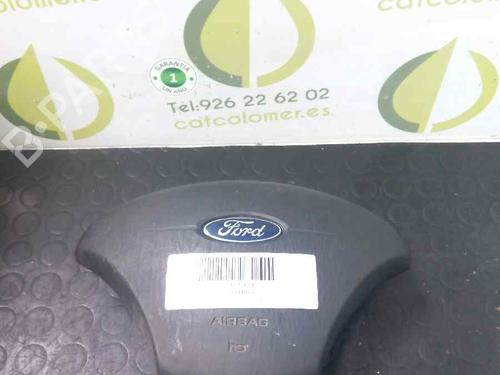 GARANTIA
1
UN AÑO
Tel:926 22 62 02
catcolomer.es
B-PAR
Ford
AIRBAG